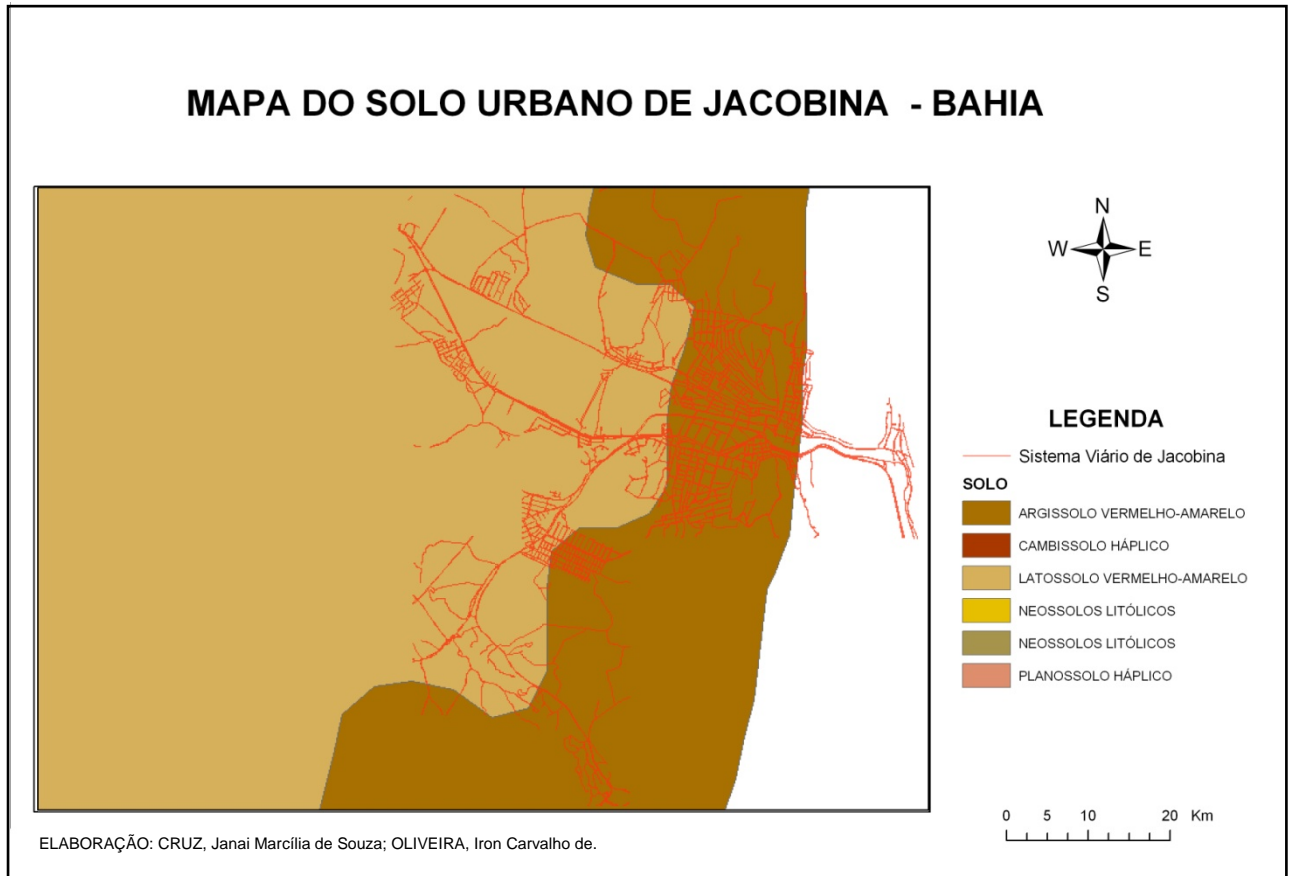 MAPA DO SOLO URBANO DE JACOBINA - BAHIA
N
W E
S
LEGENDA
Sistema Viário de Jacobina
SOLO
ARGISSOLO VERMELHO-AMARELO
CAMBISSOLO HÁPLICO
LATOSSOLO VERMELHO-AMARELO
NEOSSOLOS LITÓLICOS
NEOSSOLOS LITÓLICOS
PLANOSSOLO HÁPLICO
0 5 10 20 Km
ELABORAÇÃO: CRUZ, Janai Marcília de Souza; OLIVEIRA, Iron Carvalho de.